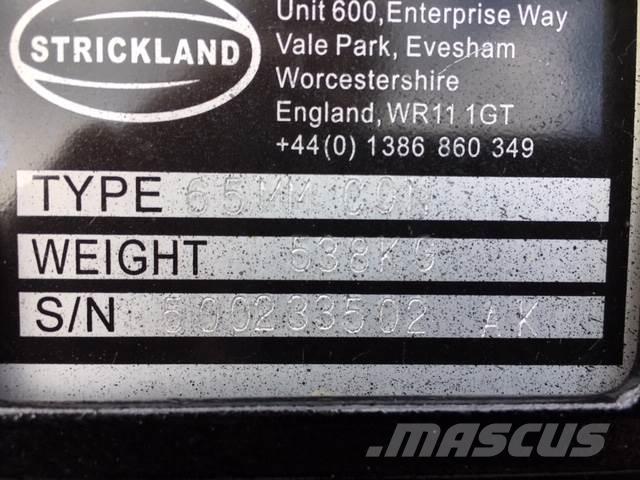 STRICKLAND
Unit 600, Enterprise Way
Vale Park, Evesham
Worcestershire
England, WR11 1GT
+44(0) 1386 860 349
TYPE 65MM CON
WEIGHT 538KG
S/N 600233502 AK
MASCUS